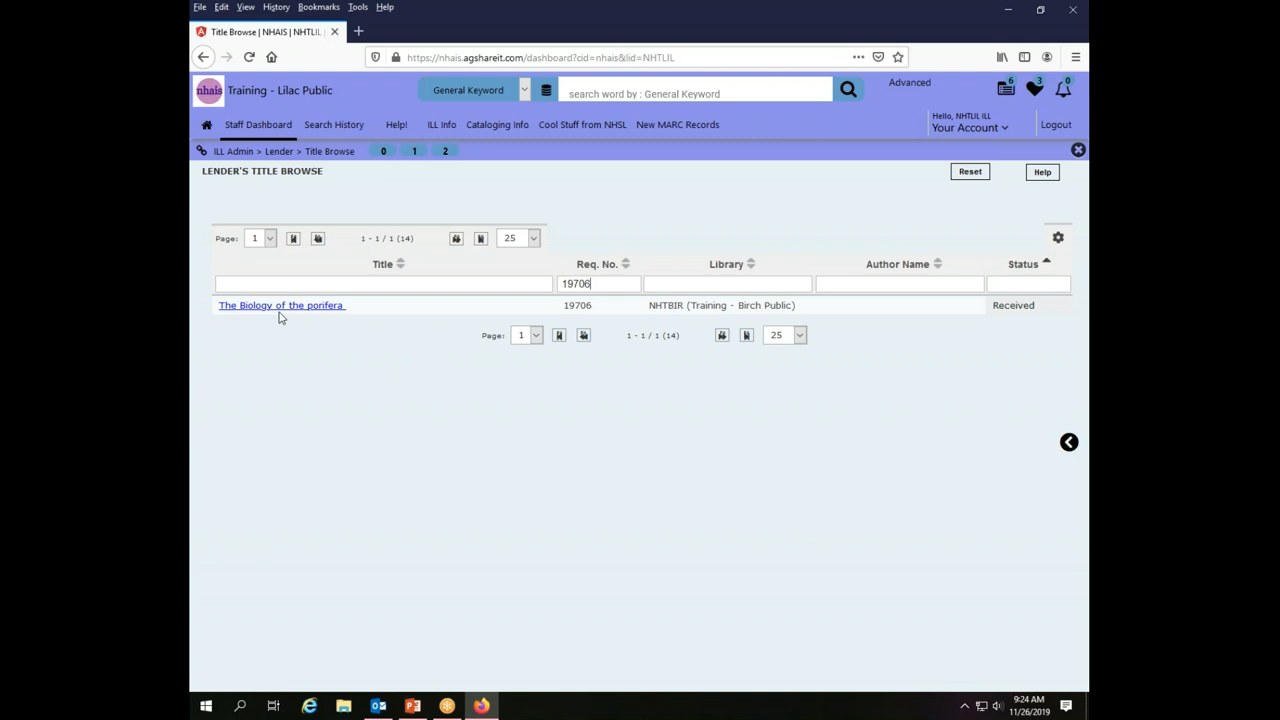 File Edit View History Bookmarks Tools Help
Title Browse | NHAIS | NHTLIL
https://nhais.agshareit.com/dashboard?cid=nhais&lid=NHTLIL
nhais Training - Lilac Public General Keyword search word by : General Keyword Advanced 6 3 0
Hello, NHTLIL ILL
Staff Dashboard Search History Help! ILL Info Cataloging Info Cool Stuff from NHSL New MARC Records Your Account Logout
ILL Admin > Lender > Title Browse 0 1 2
LENDER'S TITLE BROWSE Reset Help
Page: 1 1 - 1 / 1 (14) 25
Title Req. No. Library Author Name Status
19706
The Biology of the porifera 19706 NHTBIR (Training - Birch Public) Received
Page: 1 1 - 1 / 1 (14) 25
9:24 AM
11/26/2019